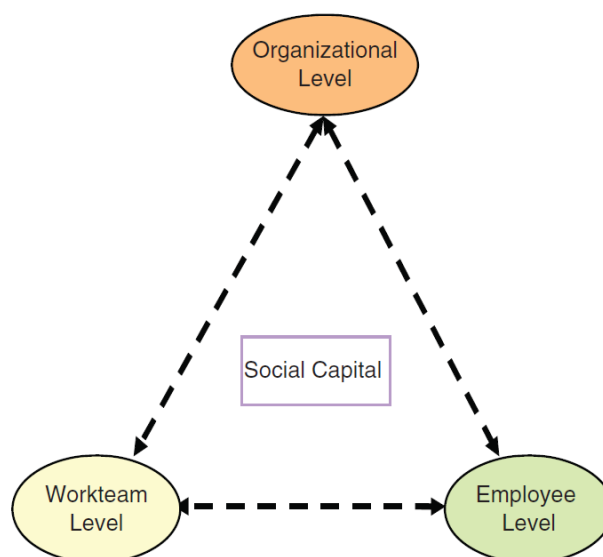 Organizational
Level
Social Capital
Workteam
Level
Employee
Level